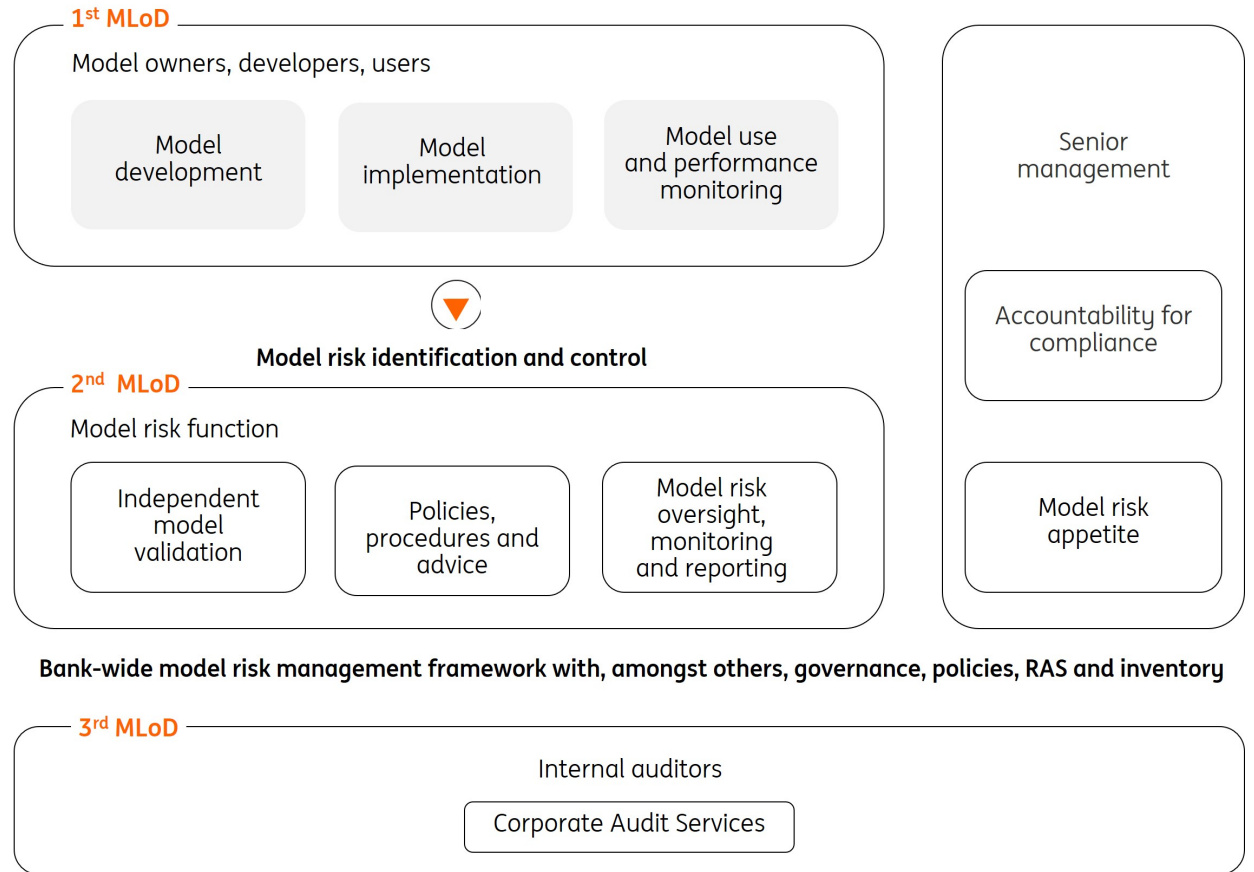 1st MLoD
Model owners, developers, users
Model
development
Model
implementation
Model use
and performance
monitoring
Senior
management
Accountability for
compliance
Model risk
appetite
Model risk identification and control
2nd MLoD
Model risk function
Independent
model
validation
Policies,
procedures and
advice
Model risk
oversight,
monitoring
and reporting
Bank-wide model risk management framework with, amongst others, governance, policies, RAS and inventory
3rd MLoD
Internal auditors
Corporate Audit Services